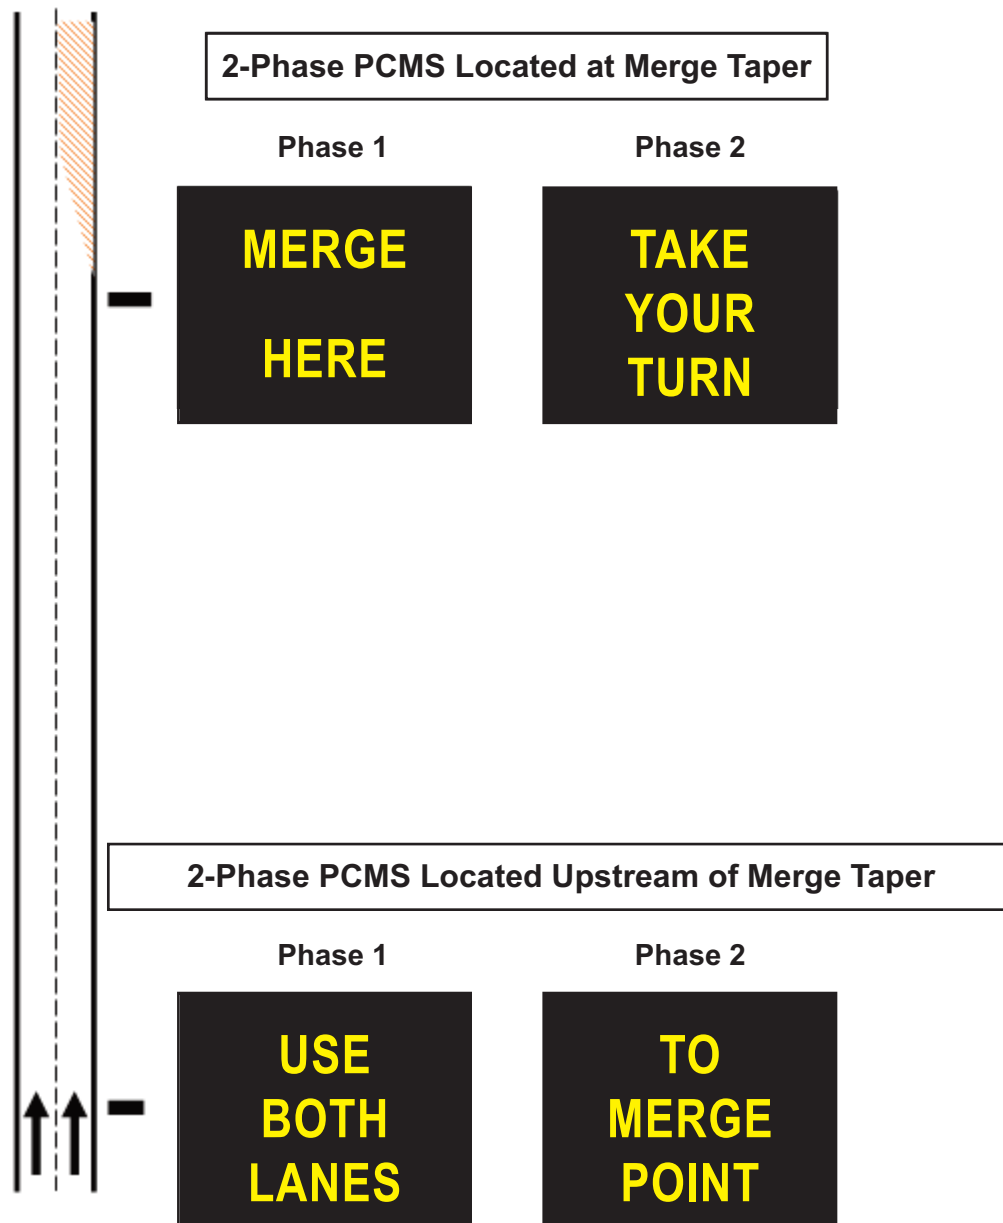 2-Phase PCMS Located at Merge Taper
Phase 1
Phase 2
MERGE
HERE
TAKE
YOUR
TURN
2-Phase PCMS Located Upstream of Merge Taper
Phase 1
Phase 2
USE
BOTH
LANES
TO
MERGE
POINT